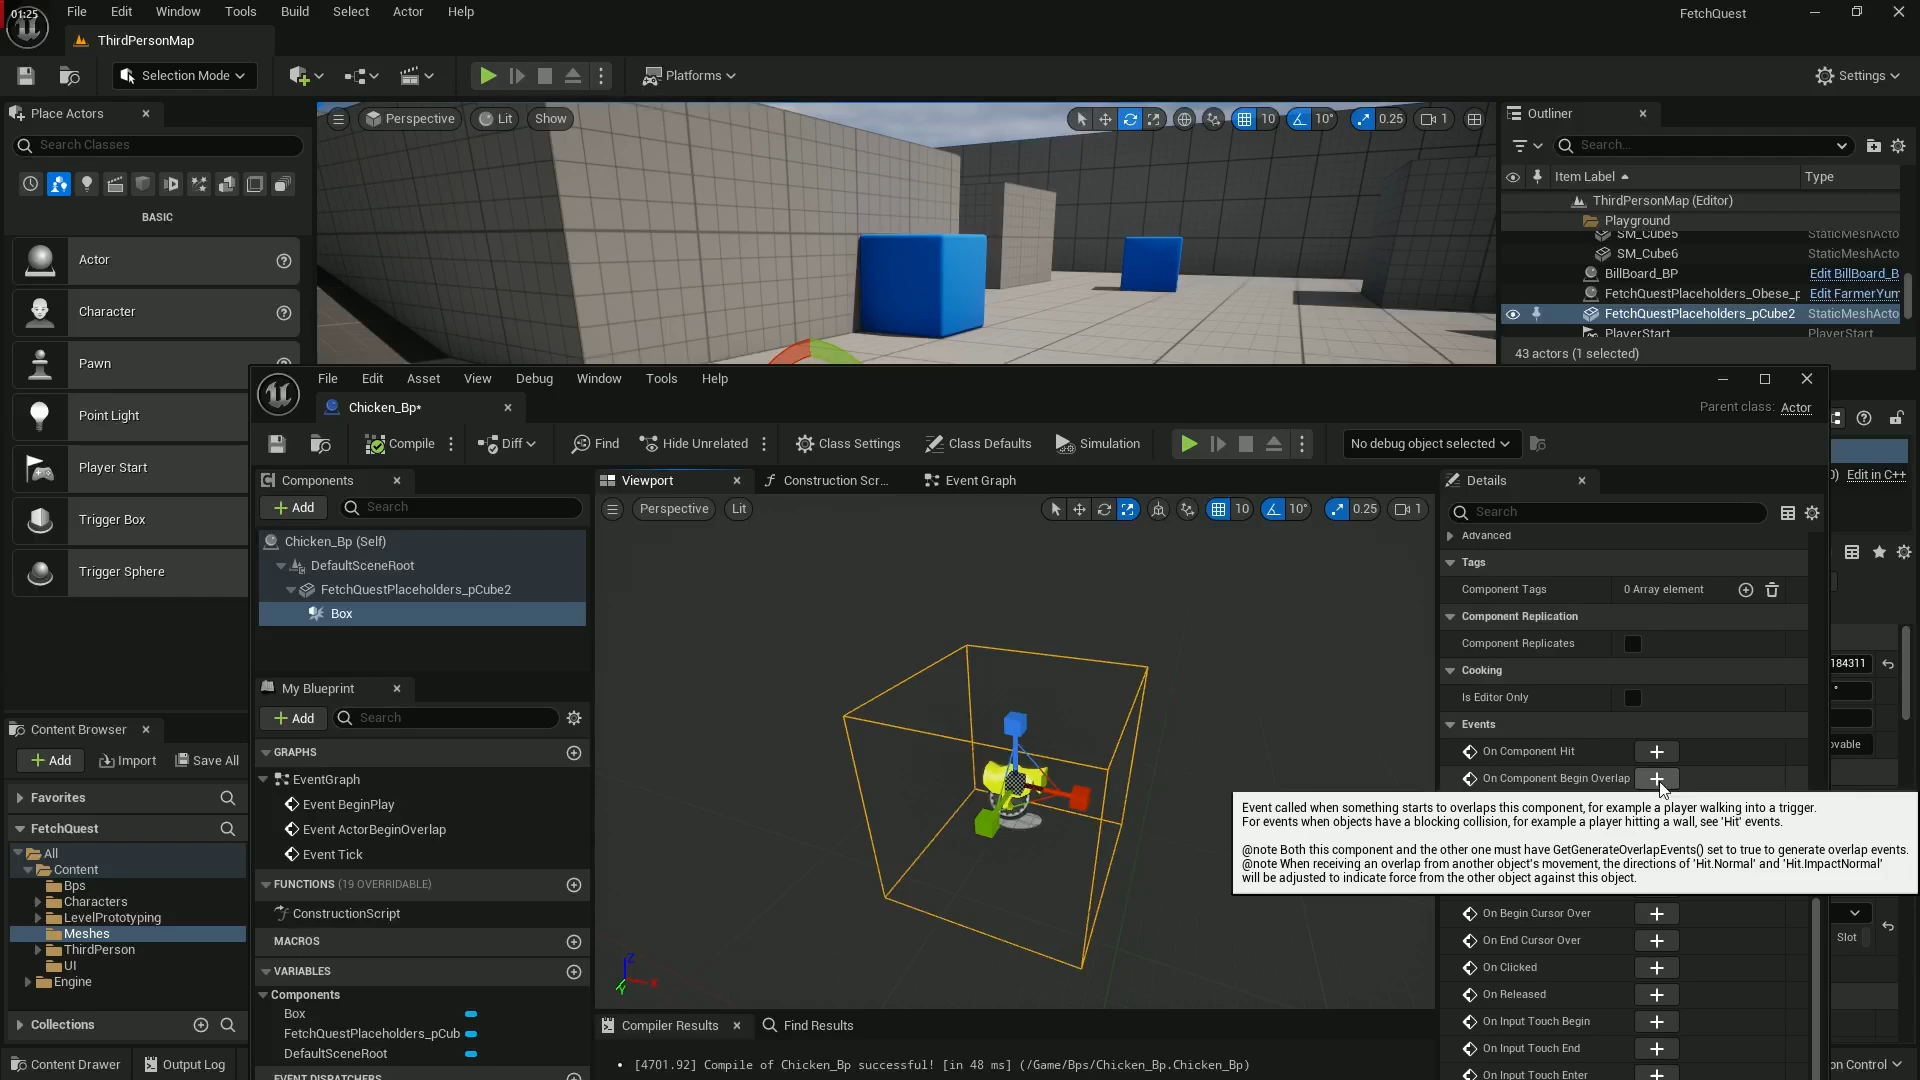 01:25
File Edit Window Tools Build Select Actor Help
FetchQuest
ThirdPersonMap
Selection Mode
Platforms
Settings
Place Actors
Search Classes
BASIC
Actor
Character
Pawn
Point Light
Player Start
Trigger Box
Trigger Sphere
Perspective Lit Show
10 10° 0.25 1
Outliner
Search...
Item Label Type
ThirdPersonMap (Editor)
Playground
SM_Cube5 StaticMeshActo
SM_Cube6 StaticMeshActo
BillBoard_BP Edit BillBoard_B
FetchQuestPlaceholders_Obese_p Edit FarmerYum
FetchQuestPlaceholders_pCube2 StaticMeshActo
PlayerStart PlayerStart
43 actors (1 selected)
File Edit Asset View Debug Window Tools Help
Chicken_Bp*
Parent class: Actor
Compile Diff Find Hide Unrelated Class Settings Class Defaults Simulation
No debug object selected
Edit in C++
Components
Add
Search
Chicken_Bp (Self)
DefaultSceneRoot
FetchQuestPlaceholders_pCube2
Box
My Blueprint
Add
Search
GRAPHS
EventGraph
Event BeginPlay
Event ActorBeginOverlap
Event Tick
FUNCTIONS (19 OVERRIDABLE)
ConstructionScript
MACROS
VARIABLES
Components
Box
FetchQuestPlaceholders_pCub
DefaultSceneRoot
EVENT DISPATCHERS
Viewport Construction Scr... Event Graph
Perspective Lit
10 10° 0.25 1
Z
X
Y
Compiler Results Find Results
[4701.92] Compile of Chicken_Bp successful! [in 48 ms] (/Game/Bps/Chicken_Bp.Chicken_Bp)
Details
Search
Advanced
Tags
Component Tags 0 Array element
Component Replication
Component Replicates
Cooking
Is Editor Only
Events
On Component Hit
On Component Begin Overlap
Event called when something starts to overlaps this component, for example a player walking into a trigger.
For events when objects have a blocking collision, for example a player hitting a wall, see 'Hit' events.
@note Both this component and the other one must have GetGenerateOverlapEvents() set to true to generate overlap events.
@note When receiving an overlap from another object's movement, the directions of 'Hit.Normal' and 'Hit.ImpactNormal'
will be adjusted to indicate force from the other object against this object.
On Begin Cursor Over
On End Cursor Over
On Clicked
On Released
On Input Touch Begin
On Input Touch End
On Input Touch Enter
184311
ovable
Slot
on Control
Content Browser
Add Import Save All
Favorites
FetchQuest
All
Content
Bps
Characters
LevelPrototyping
Meshes
ThirdPerson
UI
Engine
Collections
Content Drawer Output Log